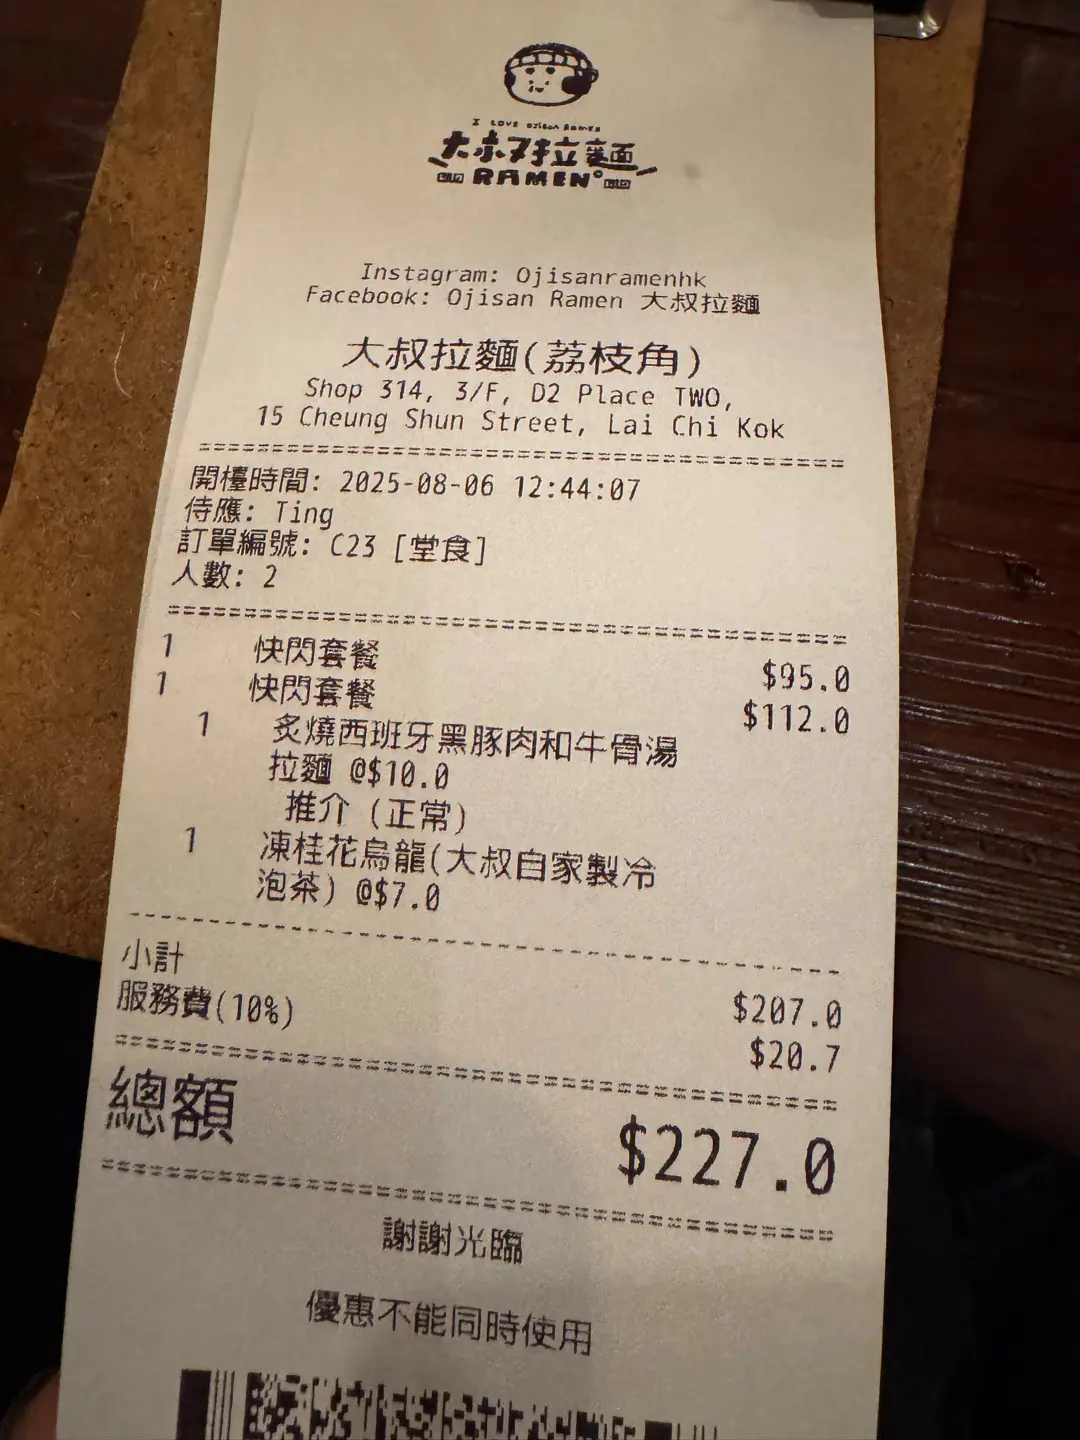 I LOVE Ojisan Ramen
大叔拉麵
RAMEN
Instagram: Ojisanramenhk
Facebook: Ojisan Ramen 大叔拉麵
大叔拉麵(荔枝角)
Shop 314, 3/F, D2 Place TWO,
15 Cheung Shun Street, Lai Chi Kok
開檯時間: 2025-08-06 12:44:07
侍應: Ting
訂單編號: C23 [堂食]
人數: 2
1 快閃套餐 $95.0
1 快閃套餐 $112.0
1 炙燒西班牙黑豚肉和牛骨湯
拉麵 @$10.0
推介 (正常)
1 凍桂花烏龍(大叔自家製冷
泡茶) @$7.0
小計 $207.0
服務費(10%) $20.7
總額 $227.0
謝謝光臨
優惠不能同時使用